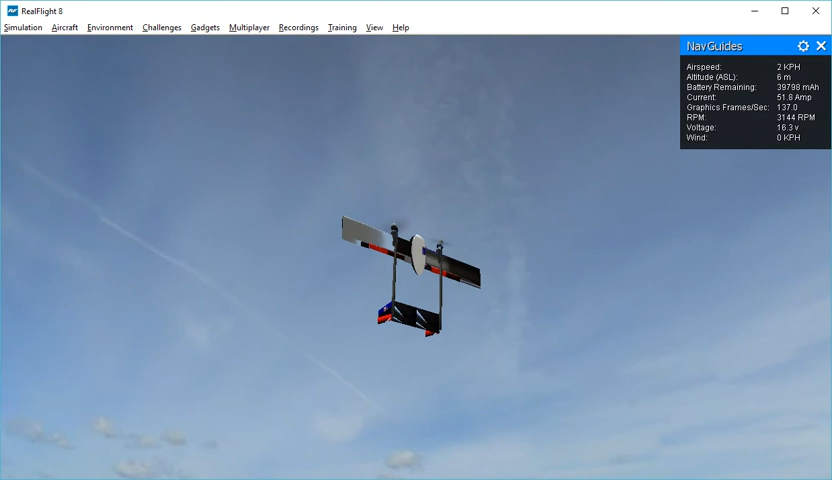 RealFlight 8
Simulation Aircraft Environment Challenges Gadgets Multiplayer Recordings Training View Help
NavGuides
Airspeed: 2 KPH
Altitude (ASL): 6 m
Battery Remaining: 39798 mAh
Current: 51.8 Amp
Graphics Frames/Sec: 137.0
RPM: 3144 RPM
Voltage: 16.3 v
Wind: 0 KPH